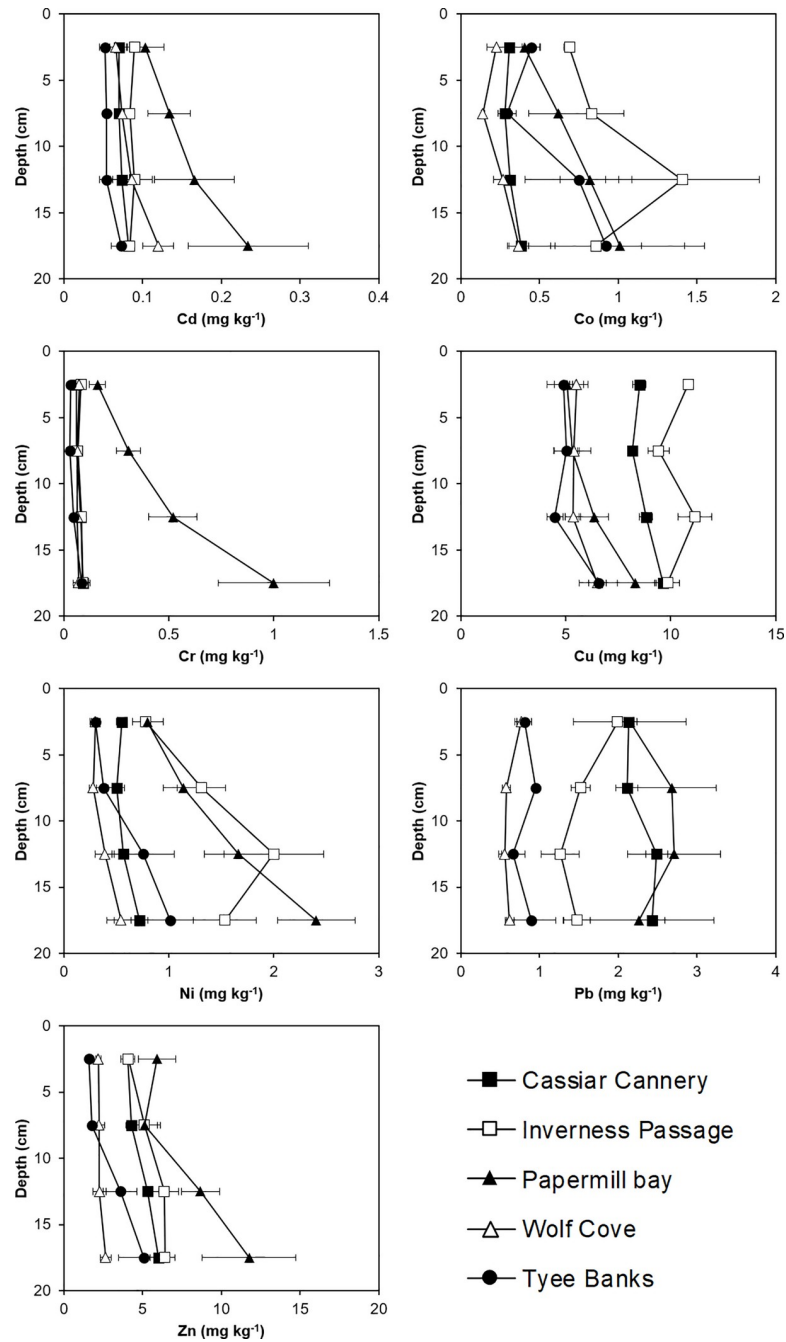 0
5
10
15
20
Depth (cm)
0 0.1 0.2 0.3 0.4
Cd (mg kg⁻¹)
0
5
10
15
20
Depth (cm)
0 0.5 1 1.5 2
Co (mg kg⁻¹)
0
5
10
15
20
Depth (cm)
0 0.5 1 1.5
Cr (mg kg⁻¹)
0
5
10
15
20
Depth (cm)
0 5 10 15
Cu (mg kg⁻¹)
0
5
10
15
20
Depth (cm)
0 1 2 3
Ni (mg kg⁻¹)
0
5
10
15
20
Depth (cm)
0 1 2 3 4
Pb (mg kg⁻¹)
0
5
10
15
20
Depth (cm)
0 5 10 15 20
Zn (mg kg⁻¹)
Cassiar Cannery
Inverness Passage
Papermill bay
Wolf Cove
Tyee Banks